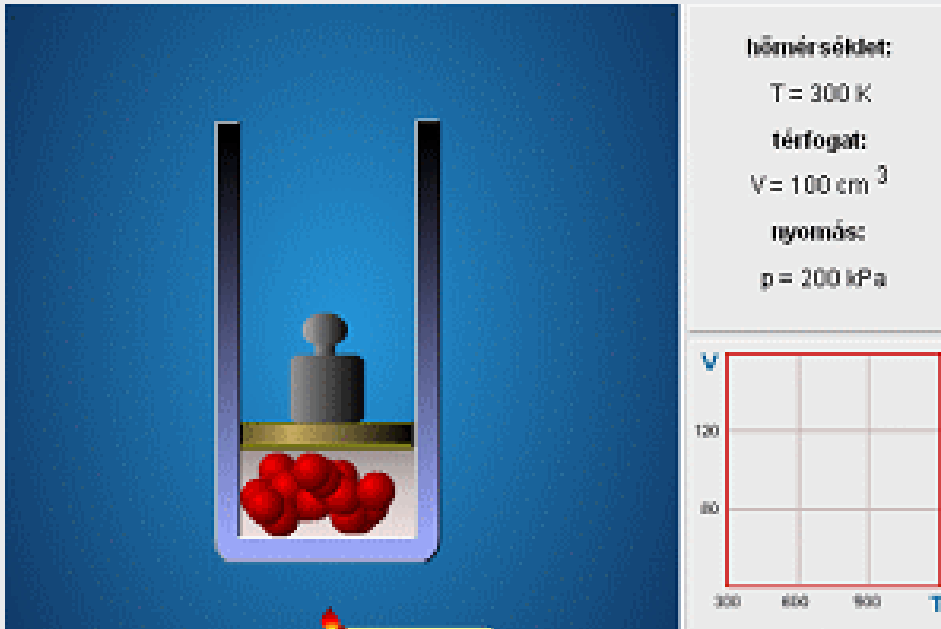 hőmérséklet:
T = 300 K
térfogat:
V = 100 cm 3
nyomás:
p = 200 kPa
V
120
80
300 600 900 T